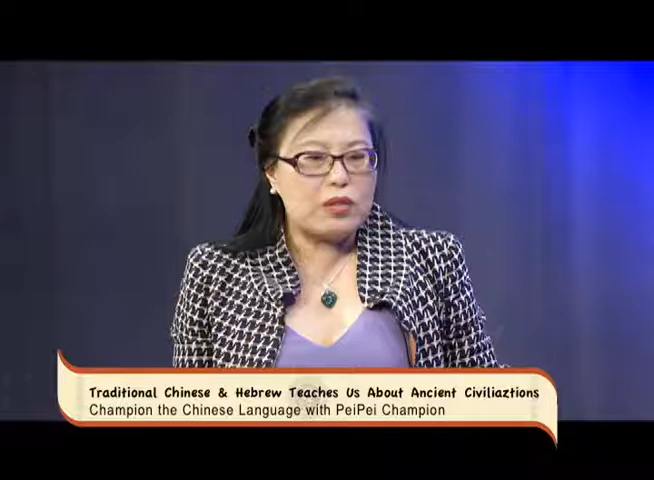 Traditional Chinese & Hebrew Teaches Us About Ancient Civiliaztions
Champion the Chinese Language with PeiPei Champion